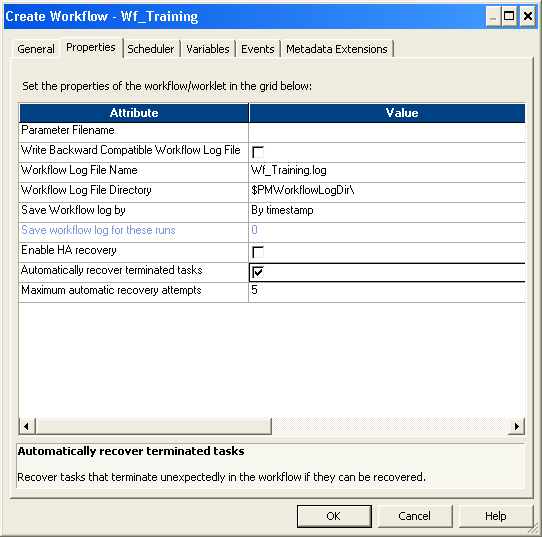 Create Workflow - Wf_Training
General Properties Scheduler Variables Events Metadata Extensions
Set the properties of the workflow/worklet in the grid below:
Attribute Value
Parameter Filename
Write Backward Compatible Workflow Log File
Workflow Log File Name Wf_Training.log
Workflow Log File Directory $PMWorkflowLogDir\
Save Workflow log by By timestamp
Save workflow log for these runs 0
Enable HA recovery
Automatically recover terminated tasks
Maximum automatic recovery attempts 5
Automatically recover terminated tasks
Recover tasks that terminate unexpectedly in the workflow if they can be recovered.
OK Cancel Help